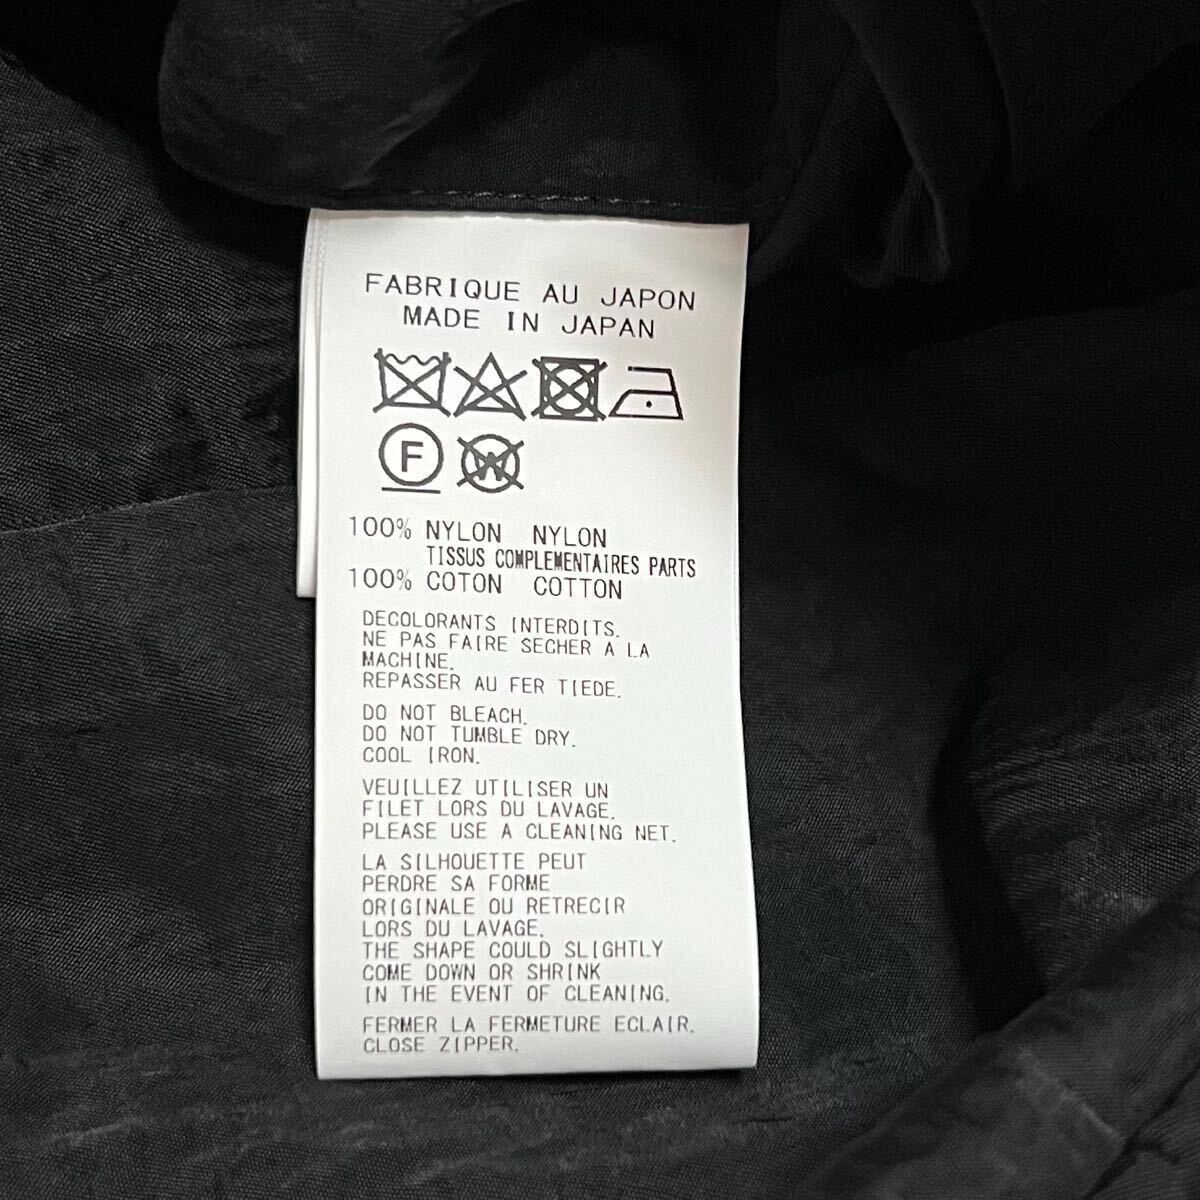 FABRIQUE AU JAPON
MADE IN JAPAN
F W
100% NYLON NYLON
TISSUS COMPLEMENTAIRES PARTS
100% COTON COTTON
DECOLORANTS INTERDITS.
NE PAS FAIRE SECHER A LA
MACHINE.
REPASSER AU FER TIEDE.
DO NOT BLEACH.
DO NOT TUMBLE DRY.
COOL IRON.
VEUILLEZ UTILISER UN
FILET LORS DU LAVAGE.
PLEASE USE A CLEANING NET.
LA SILHOUETTE PEUT
PERDRE SA FORME
ORIGINALE OU RETRECIR
LORS DU LAVAGE.
THE SHAPE COULD SLIGHTLY
COME DOWN OR SHRINK
IN THE EVENT OF CLEANING.
FERMER LA FERMETURE ECLAIR.
CLOSE ZIPPER.